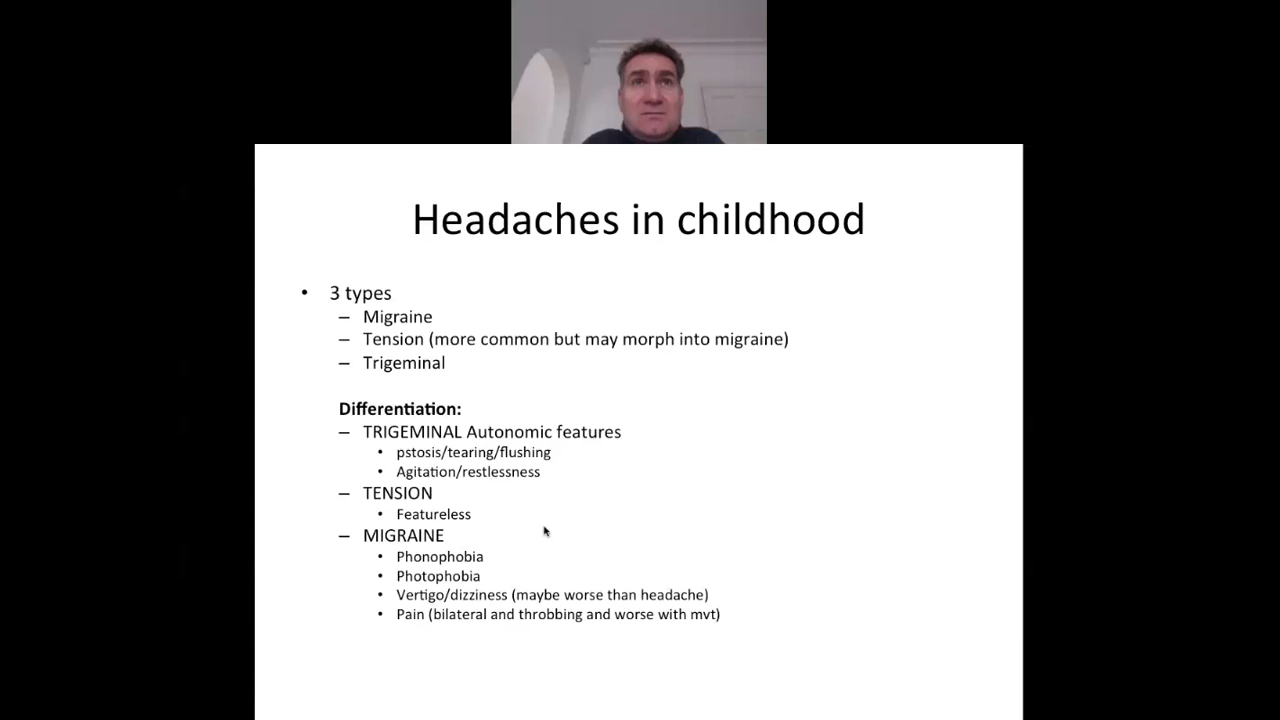 Headaches in childhood
• 3 types
– Migraine
– Tension (more common but may morph into migraine)
– Trigeminal
Differentiation:
– TRIGEMINAL Autonomic features
• pstosis/tearing/flushing
• Agitation/restlessness
– TENSION
• Featureless
– MIGRAINE
• Phonophobia
• Photophobia
• Vertigo/dizziness (maybe worse than headache)
• Pain (bilateral and throbbing and worse with mvt)